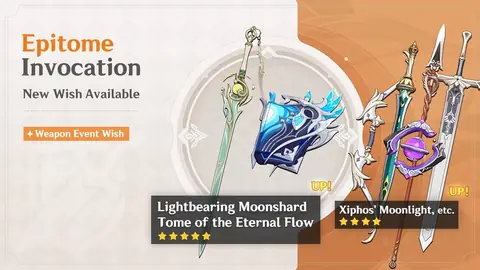 Epitome
Invocation
New Wish Available
+ Weapon Event Wish
UP!
Lightbearing Moonshard
Tome of the Eternal Flow
★★★★★
UP!
Xiphos' Moonlight, etc.
★★★★